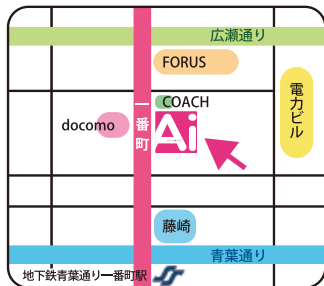 広瀬通り
FORUS
COACH
一番町
Ai
docomo
電力ビル
藤崎
青葉通り
地下鉄青葉通り一番町駅